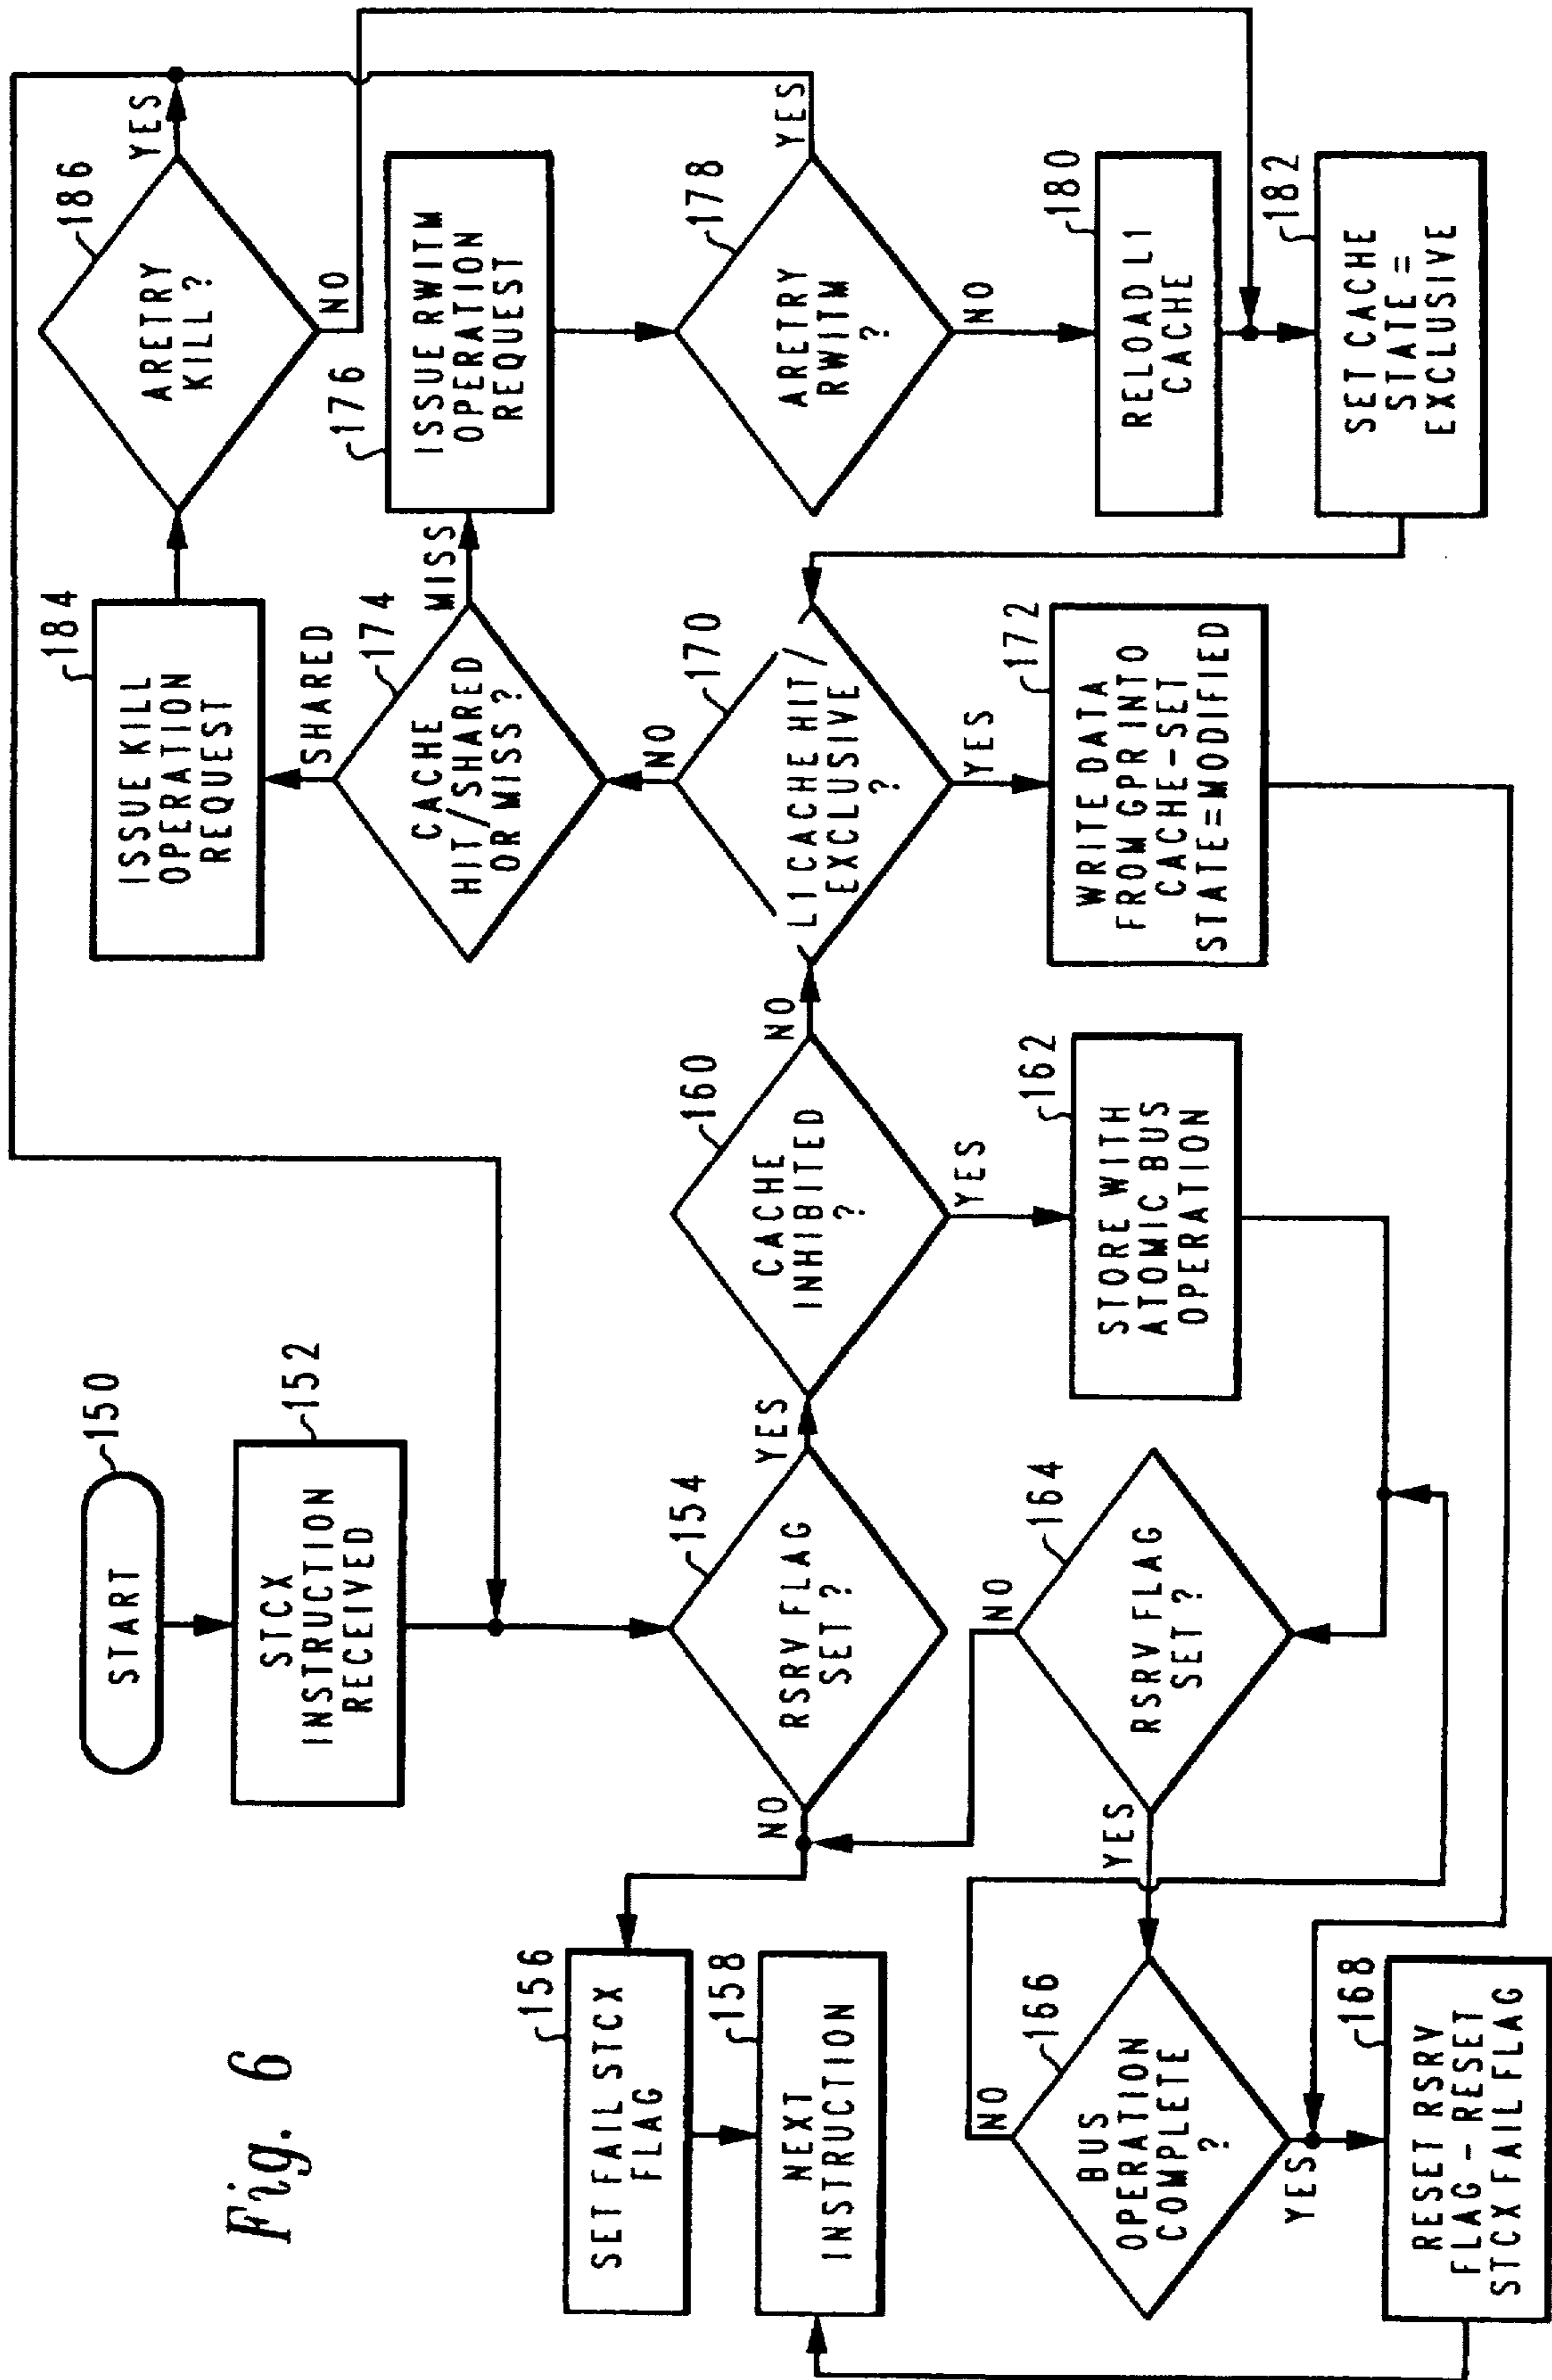 Fig. 6
START
150
STCX
INSTRUCTION
RECEIVED
152
RSRV FLAG
SET?
154
NO
YES
SET FAIL STCX
FLAG
156
NEXT
INSTRUCTION
158
CACHE
INHIBITED
?
160
NO
YES
STORE WITH
ATOMIC BUS
OPERATION
162
RSRV FLAG
SET?
164
NO
YES
BUS
OPERATION
COMPLETE
?
166
NO
YES
RESET RSRV
FLAG - RESET
STCX FAIL FLAG
168
L1 CACHE HIT/
EXCLUSIVE
?
170
NO
YES
WRITE DATA
FROM GPR INTO
CACHE-SET
STATE=MODIFIED
172
CACHE
HIT/SHARED
OR MISS?
174
SHARED
MISS
ISSUE KILL
OPERATION
REQUEST
184
ARETRY
KILL?
186
YES
NO
ISSUE RWITM
OPERATION
REQUEST
176
ARETRY
RWITM
?
178
YES
NO
RELOAD L1
CACHE
180
SET CACHE
STATE =
EXCLUSIVE
182